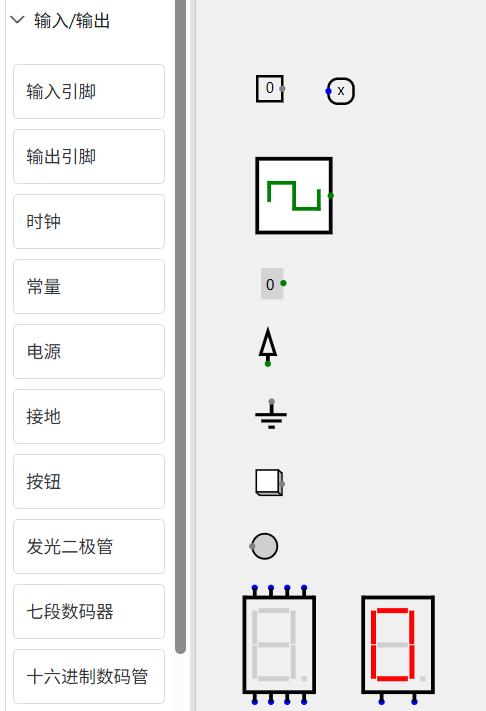 输入/输出
输入引脚
0
x
输出引脚
时钟
常量
0
电源
接地
按钮
发光二极管
七段数码器
十六进制数码管